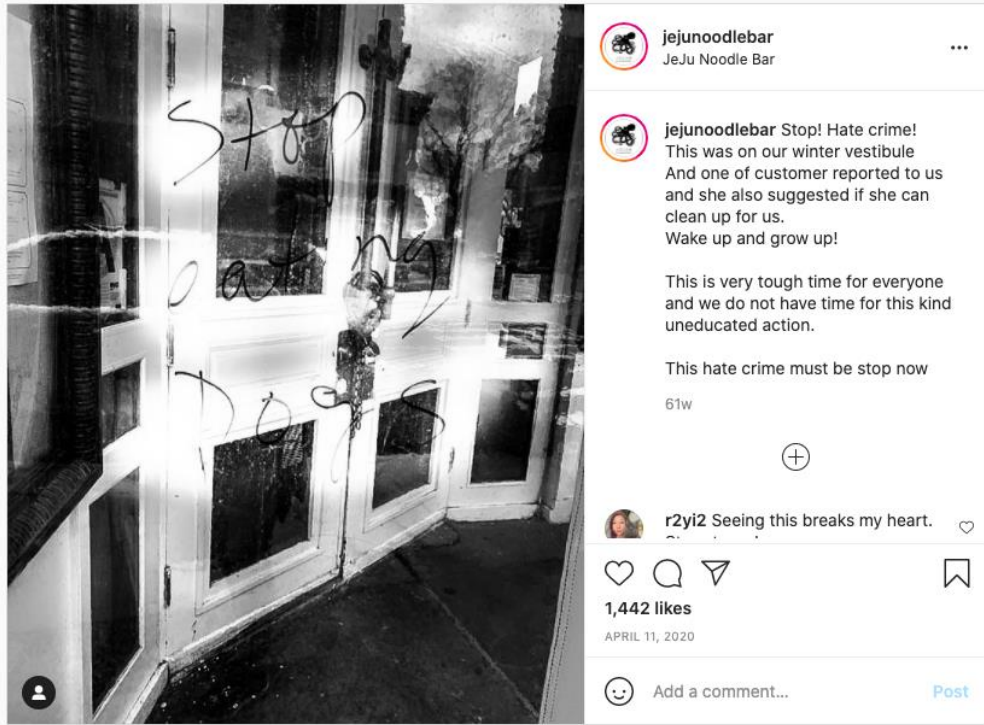 Stop
eating
Dogs
jejunoodlebar
JeJu Noodle Bar
jejunoodlebar Stop! Hate crime!
This was on our winter vestibule
And one of customer reported to us
and she also suggested if she can
clean up for us.
Wake up and grow up!
This is very tough time for everyone
and we do not have time for this kind
uneducated action.
This hate crime must be stop now
61w
r2yi2 Seeing this breaks my heart.
1,442 likes
APRIL 11, 2020
Add a comment...
Post